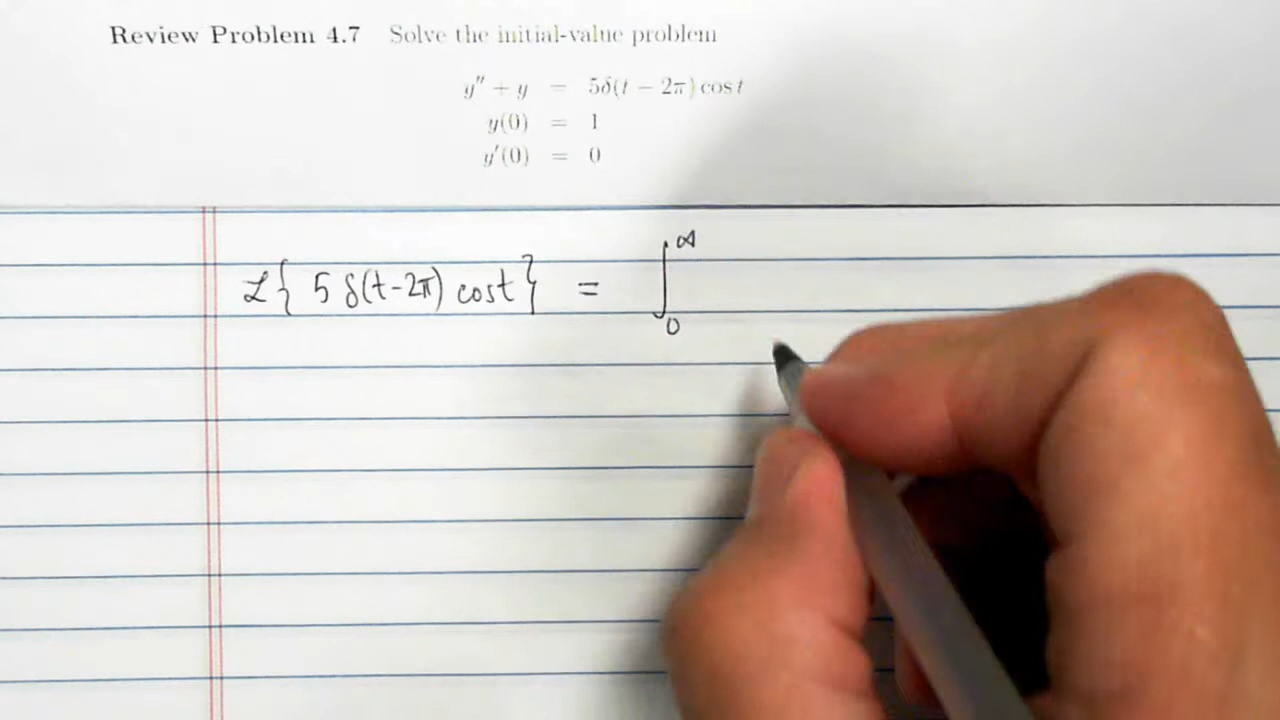 Review Problem 4.7 Solve the initial-value problem
y″ + y = 5δ(t − 2π) cos t
y(0) = 1
y′(0) = 0
ℒ{ 5 δ(t-2π) cost } = ∫₀^∞